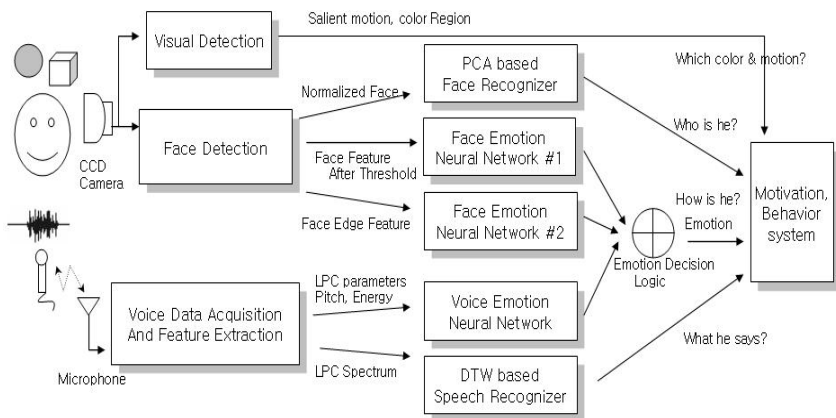 Salient motion, color Region
Visual Detection
Which color & motion?
PCA based
Face Recognizer
Normalized Face
Who is he?
CCD
Camera
Face Detection
Face Feature
After Threshold
Face Emotion
Neural Network #1
Face Edge Feature
Face Emotion
Neural Network #2
How is he?
Emotion
Emotion Decision
Logic
Motivation,
Behavior
system
LPC parameters
Pitch, Energy
Voice Data Acquisition
And Feature Extraction
Voice Emotion
Neural Network
What he says?
Microphone
LPC Spectrum
DTW based
Speech Recognizer